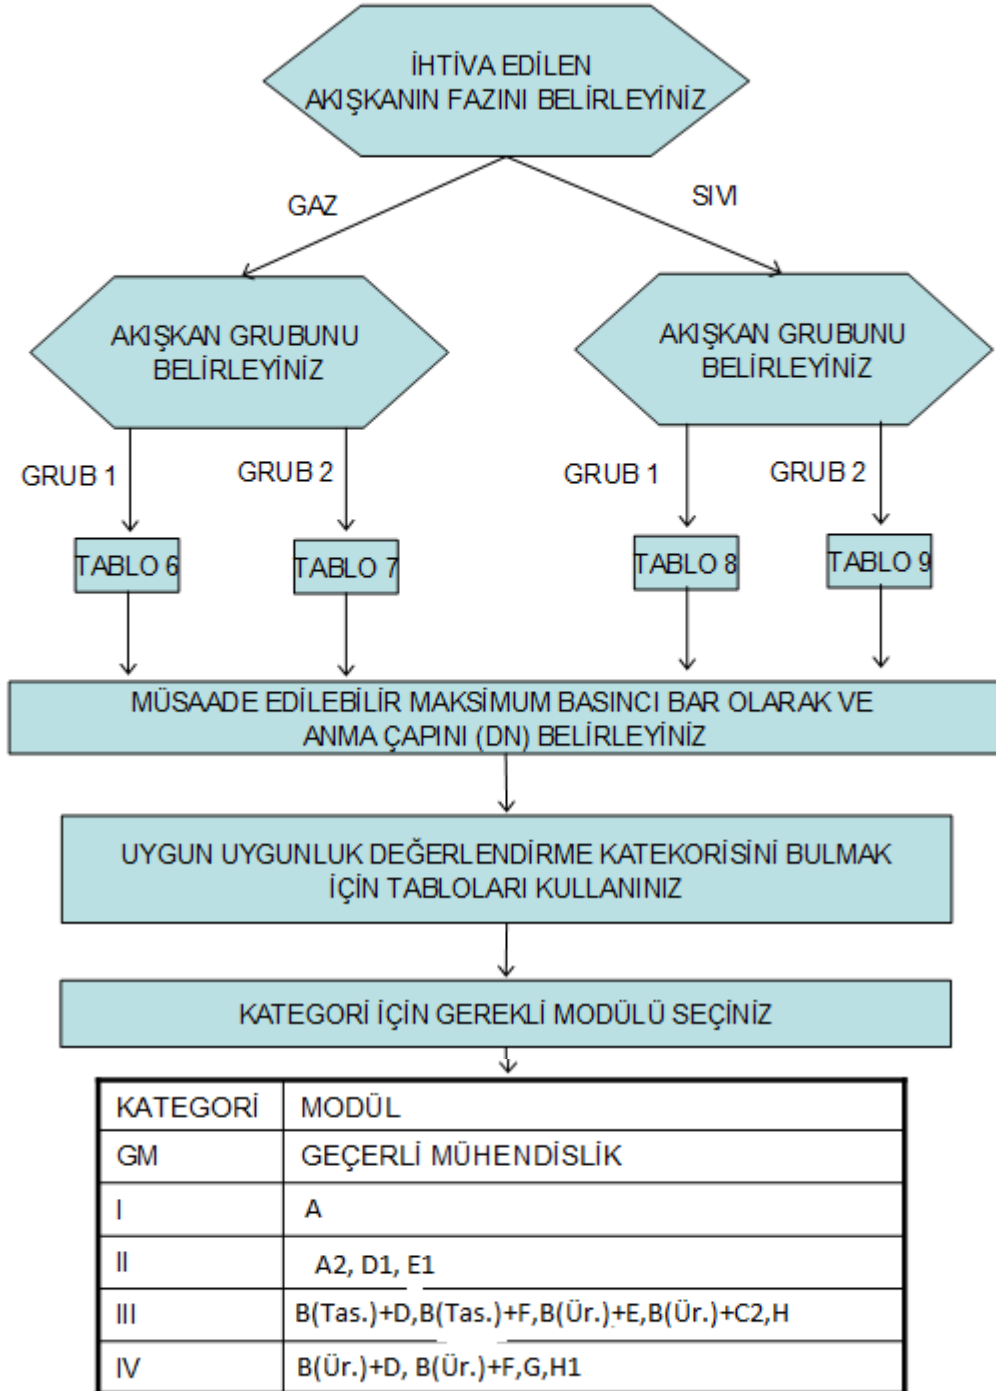 İHTİVA EDİLEN
AKIŞKANIN FAZINI BELİRLEYİNİZ
GAZ
SIVI
AKIŞKAN GRUBUNU
BELİRLEYİNİZ
AKIŞKAN GRUBUNU
BELİRLEYİNİZ
GRUB 1
GRUB 2
GRUB 1
GRUB 2
TABLO 6
TABLO 7
TABLO 8
TABLO 9
MÜSAADE EDİLEBİLİR MAKSİMUM BASINCI BAR OLARAK VE
ANMA ÇAPINI (DN) BELİRLEYİNİZ
UYGUN UYGUNLUK DEĞERLENDİRME KATEKORİSİNİ BULMAK
İÇİN TABLOLARI KULLANINIZ
KATEGORİ İÇİN GEREKLİ MODÜLÜ SEÇİNİZ
KATEGORİ MODÜL
GM GEÇERLİ MÜHENDİSLİK
I A
II A2, D1, E1
III B(Tas.)+D,B(Tas.)+F,B(Ür.)+E,B(Ür.)+C2,H
IV B(Ür.)+D, B(Ür.)+F,G,H1